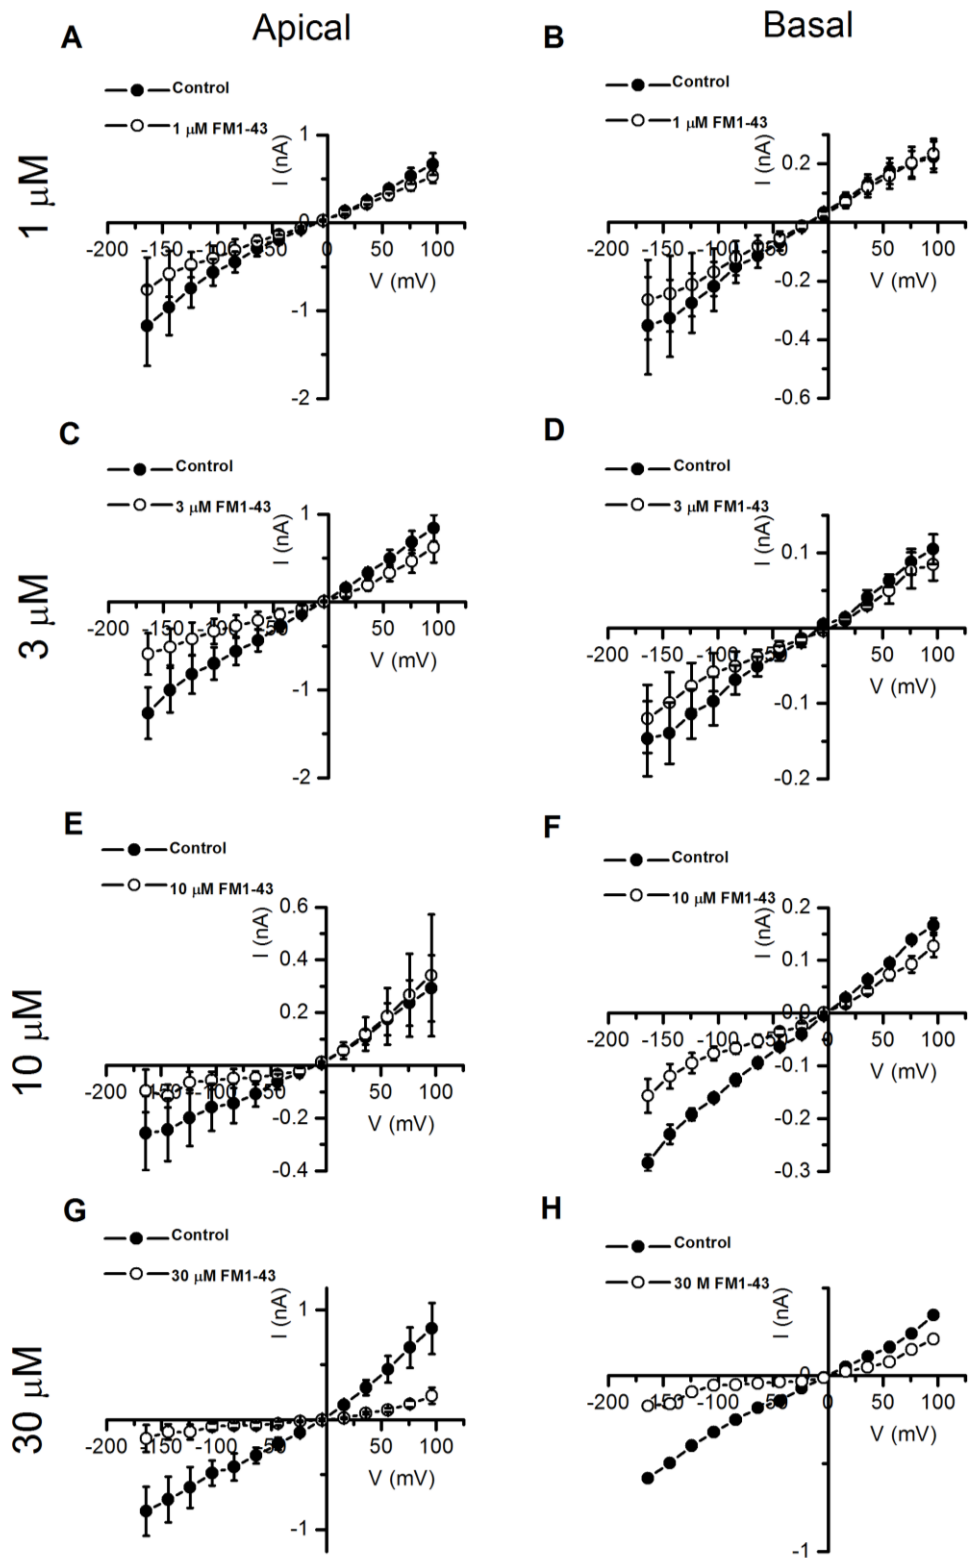 Apical
Basal
A
B
1 μM
Control
1 μM FM1-43
I (nA)
1
0
-1
-2
-200 -150 -100 -50 50 100
V (mV)
Control
1 μM FM1-43
I (nA)
0.2
-0.2
-0.4
-0.6
-200 -150 -100 -50 50 100
V (mV)
C
D
3 μM
Control
3 μM FM1-43
I (nA)
1
-1
-2
-200 -150 -100 -50 50 100
V (mV)
Control
3 μM FM1-43
I (nA)
0.1
-0.1
-0.2
-200 -150 -100 -50 50 100
V (mV)
E
F
10 μM
Control
10 μM FM1-43
I (nA)
0.6
0.4
0.2
-0.2
-0.4
-200 -150 -100 -50 50 100
V (mV)
Control
10 μM FM1-43
I (nA)
0.2
0.1
0.0
-0.1
-0.2
-0.3
-200 -150 -100 -50 50 100
V (mV)
G
H
30 μM
Control
30 μM FM1-43
I (nA)
1
-1
-200 -150 -100 -50 50 100
V (mV)
Control
30 M FM1-43
I (nA)
0
-1
-200 -150 -100 -50 50 100
V (mV)